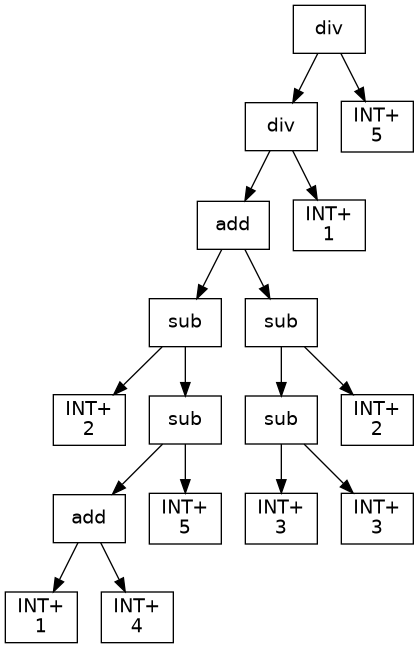 div
div
INT+
5
add
INT+
1
sub
sub
INT+
2
sub
sub
INT+
2
add
INT+
5
INT+
3
INT+
3
INT+
1
INT+
4